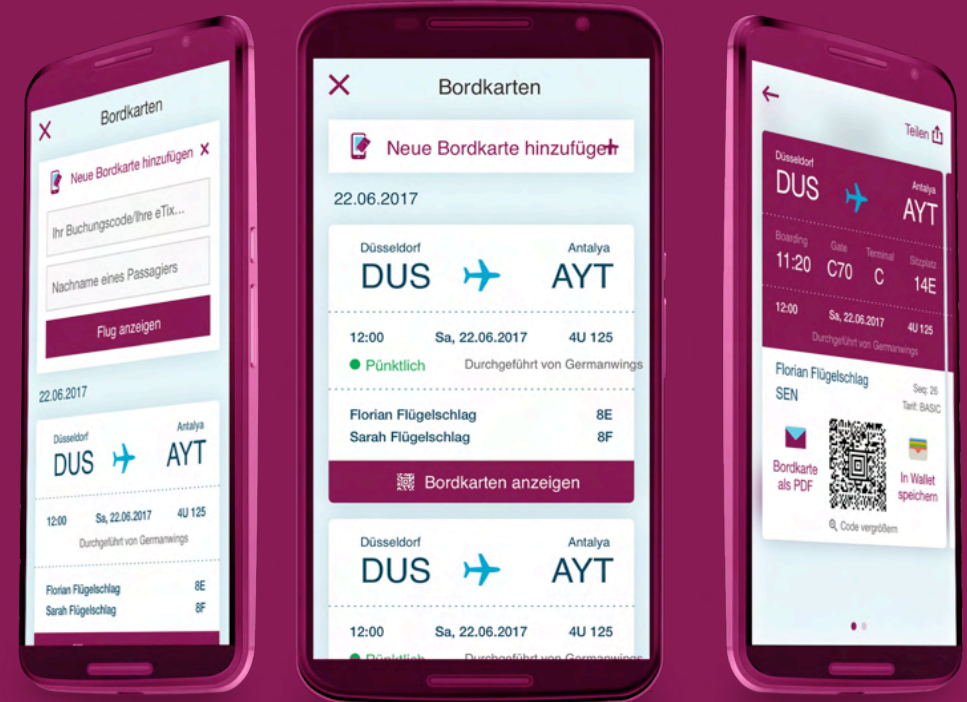 Bordkarten
Neue Bordkarte hinzufügen
Ihr Buchungscode/Ihre eTix...
Nachname eines Passagiers
Flug anzeigen
22.06.2017
Düsseldorf Antalya
DUS AYT
12:00 Sa, 22.06.2017 4U 125
Durchgeführt von Germanwings
Florian Flügelschlag 8E
Sarah Flügelschlag 8F
Bordkarten
Neue Bordkarte hinzufügen
22.06.2017
Düsseldorf Antalya
DUS AYT
12:00 Sa, 22.06.2017 4U 125
Pünktlich Durchgeführt von Germanwings
Florian Flügelschlag 8E
Sarah Flügelschlag 8F
Bordkarten anzeigen
Düsseldorf Antalya
DUS AYT
12:00 Sa, 22.06.2017 4U 125
Pünktlich Durchgeführt von Germanwings
Teilen
Düsseldorf Antalya
DUS AYT
Boarding Gate Terminal Sitzplatz
11:20 C70 C 14E
12:00 Sa, 22.06.2017 4U 125
Durchgeführt von Germanwings
Florian Flügelschlag Seq: 26
SEN Tarif: BASIC
Bordkarte
als PDF
In Wallet
speichern
Code vergrößern